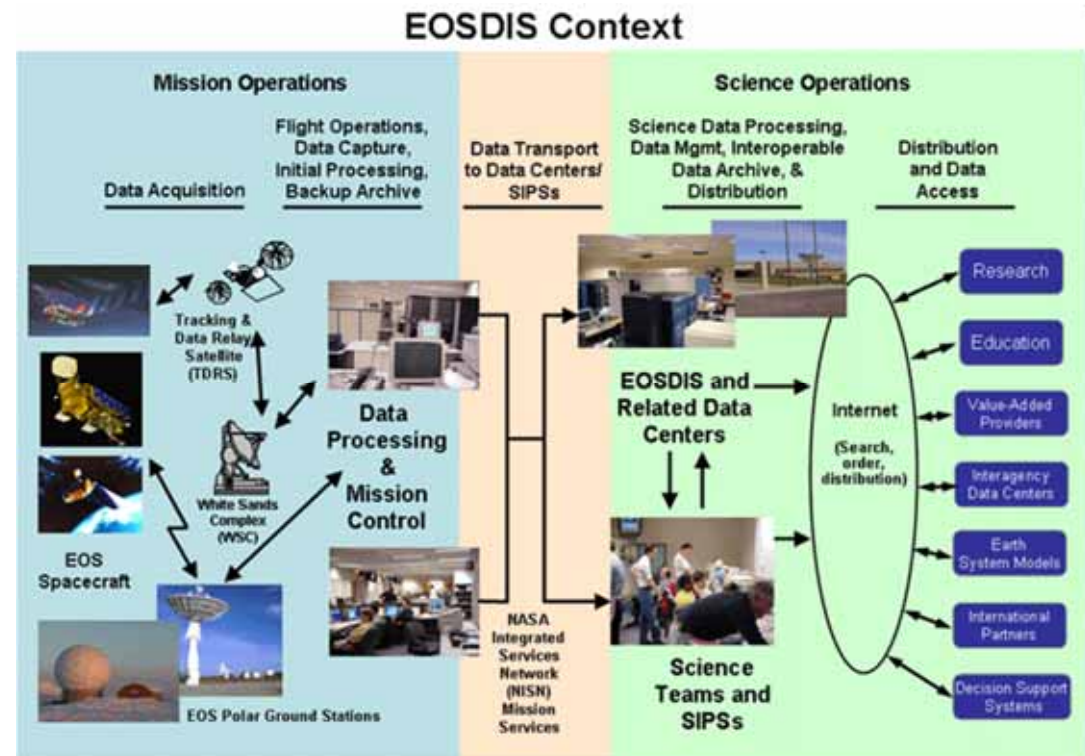 EOSDIS Context
Mission Operations
Science Operations
Data Acquisition
Flight Operations,
Data Capture,
Initial Processing,
Backup Archive
Data Transport
to Data Centers/
SIPSs
Science Data Processing,
Data Mgmt, Interoperable
Data Archive, &
Distribution
Distribution
and Data
Access
Tracking &
Data Relay
Satellite
(TDRS)
White Sands
Complex
(WSC)
EOS
Spacecraft
EOS Polar Ground Stations
Data
Processing
&
Mission
Control
NASA
Integrated
Services
Network
(NISN)
Mission
Services
EOSDIS and
Related Data
Centers
Science
Teams and
SIPSs
Internet
(Search,
order,
distribution)
Research
Education
Value-Added
Providers
Interagency
Data Centers
Earth
System Models
International
Partners
Decision Support
Systems